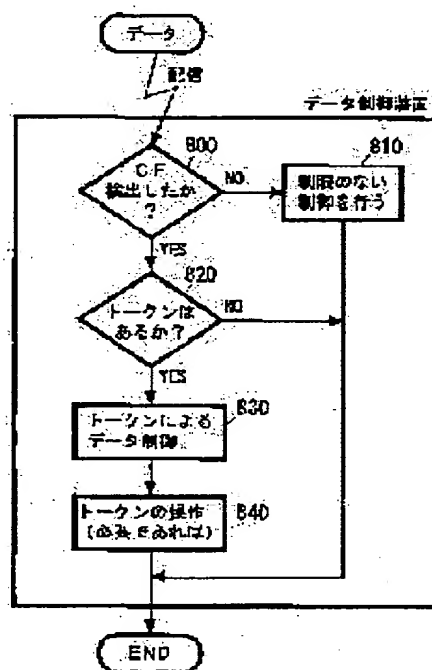 データ
配信
データ制御装置
800
C F
検出したか
?
NO
810
制限のない
制御を行う
YES
820
トークンは
あるか?
NO
YES
830
トークンによる
データ制御
840
トークンの操作
(必要であれば)
END